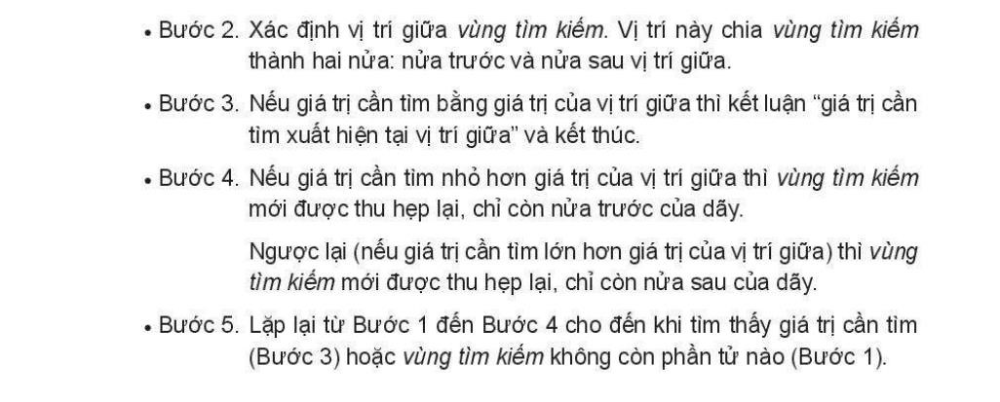 • Bước 2. Xác định vị trí giữa vùng tìm kiếm. Vị trí này chia vùng tìm kiếm
thành hai nửa: nửa trước và nửa sau vị trí giữa.
• Bước 3. Nếu giá trị cần tìm bằng giá trị của vị trí giữa thì kết luận “giá trị cần
tìm xuất hiện tại vị trí giữa” và kết thúc.
• Bước 4. Nếu giá trị cần tìm nhỏ hơn giá trị của vị trí giữa thì vùng tìm kiếm
mới được thu hẹp lại, chỉ còn nửa trước của dãy.
Ngược lại (nếu giá trị cần tìm lớn hơn giá trị của vị trí giữa) thì vùng
tìm kiếm mới được thu hẹp lại, chỉ còn nửa sau của dãy.
• Bước 5. Lặp lại từ Bước 1 đến Bước 4 cho đến khi tìm thấy giá trị cần tìm
(Bước 3) hoặc vùng tìm kiếm không còn phần tử nào (Bước 1).